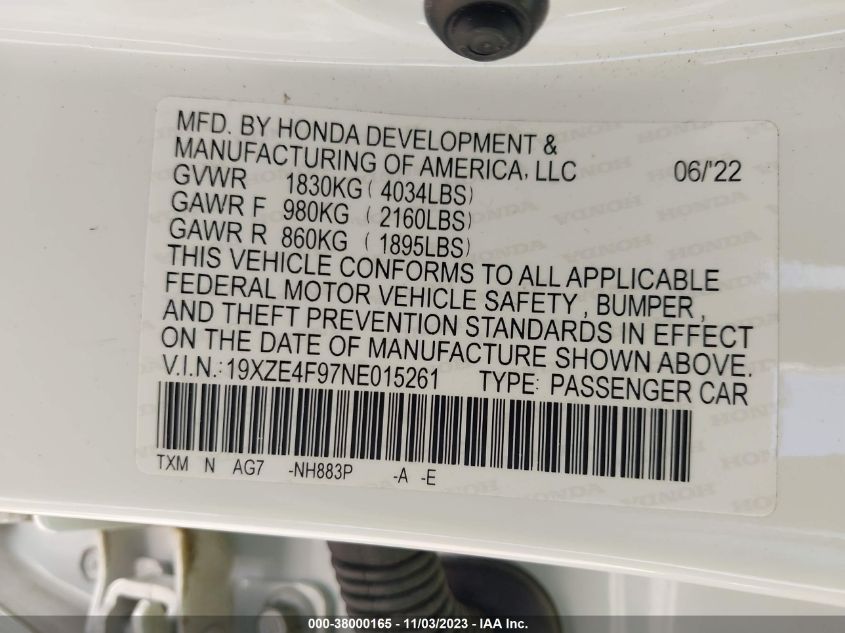 MFD. BY HONDA DEVELOPMENT &
MANUFACTURING OF AMERICA, LLC 06/'22
GVWR 1830KG ( 4034LBS)
GAWR F 980KG ( 2160LBS)
GAWR R 860KG ( 1895LBS)
THIS VEHICLE CONFORMS TO ALL APPLICABLE
FEDERAL MOTOR VEHICLE SAFETY, BUMPER,
AND THEFT PREVENTION STANDARDS IN EFFECT
ON THE DATE OF MANUFACTURE SHOWN ABOVE.
V.I.N.: 19XZE4F97NE015261 TYPE: PASSENGER CAR
TXM N AG7 -NH883P -A -E
000-38000165 - 11/03/2023 - IAA Inc.